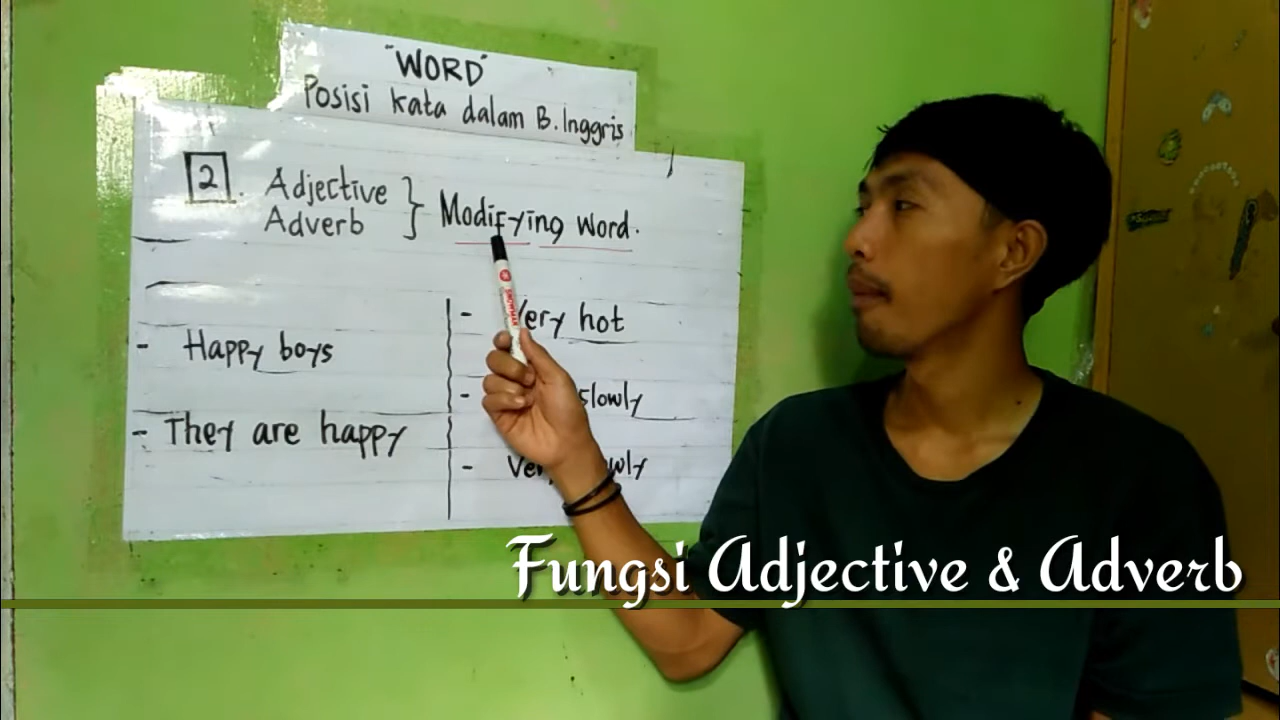 "WORD"
Posisi kata dalam B. Inggris
2. Adjective
Adverb } Modifying word.
- Happy boys
- They are happy
- Very hot
- slowly
-
SNOWMAN
Fungsi Adjective & Adverb